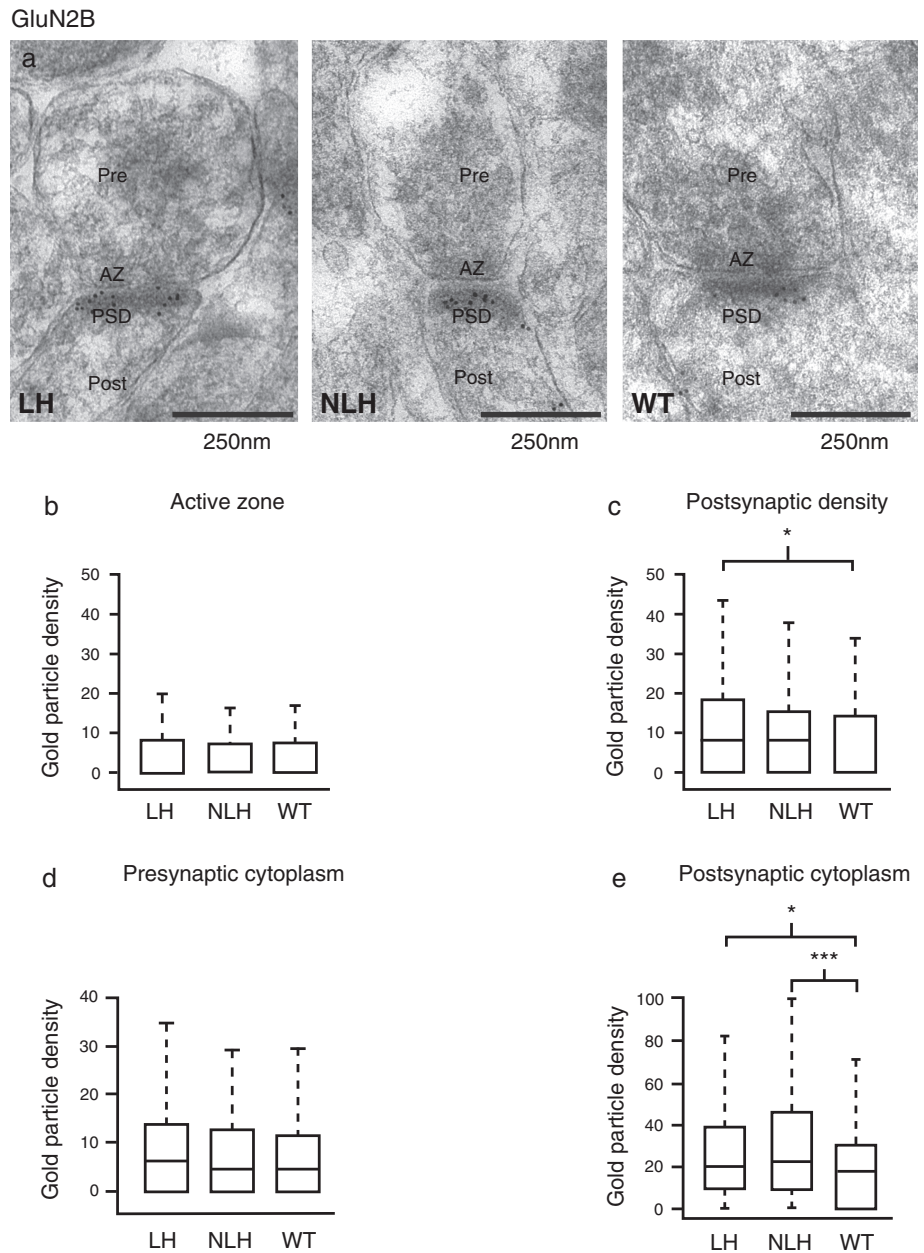 GluN2B
a
Pre
AZ
PSD
Post
LH
250nm
Pre
AZ
PSD
Post
NLH
250nm
Pre
AZ
PSD
Post
WT
250nm
b Active zone
Gold particle density
50
40
30
20
10
0
LH NLH WT
c Postsynaptic density
*
Gold particle density
50
40
30
20
10
0
LH NLH WT
d Presynaptic cytoplasm
Gold particle density
40
30
20
10
0
LH NLH WT
e Postsynaptic cytoplasm
*
***
Gold particle density
100
80
60
40
20
0
LH NLH WT